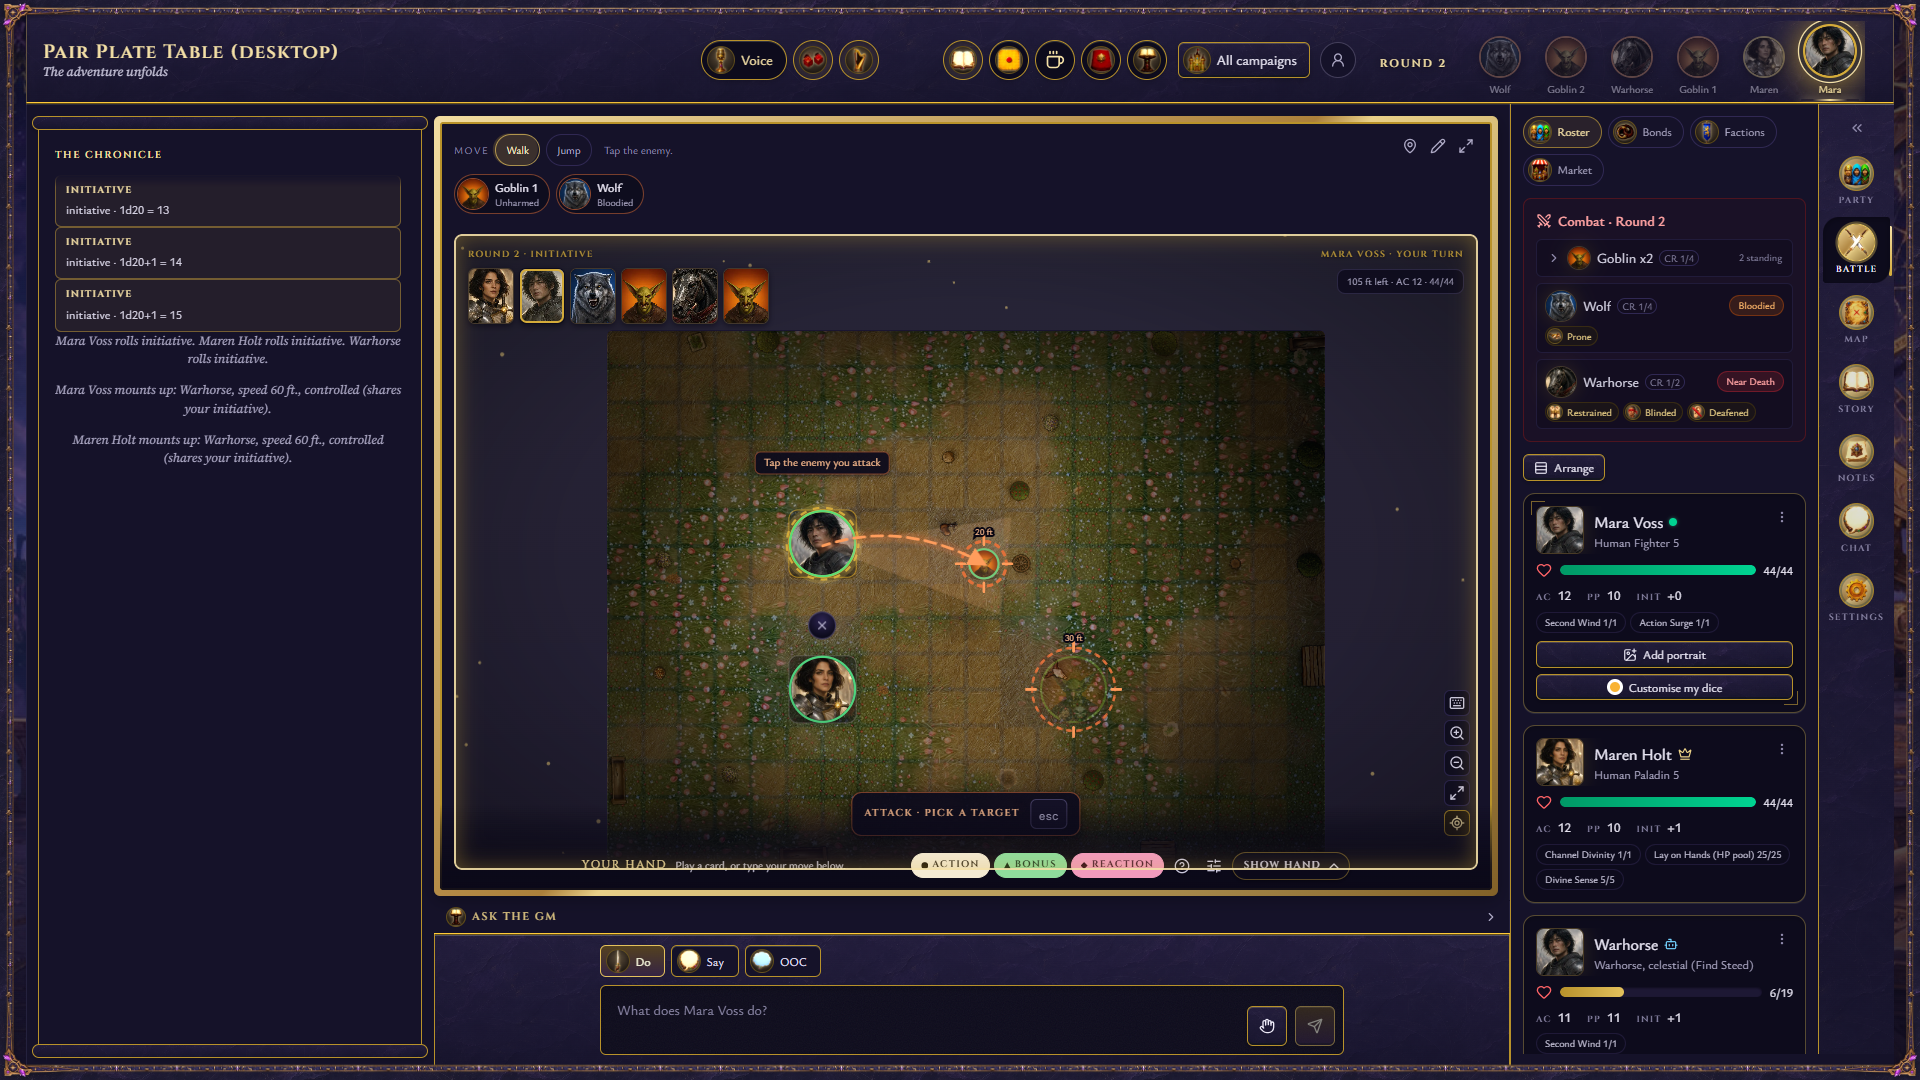 PAIR PLATE TABLE (DESKTOP)
The adventure unfolds
Voice
All campaigns
ROUND 2
Wolf
Goblin 2
Warhorse
Goblin 1
Maren
Mara
THE CHRONICLE
INITIATIVE
initiative · 1d20 = 13
INITIATIVE
initiative · 1d20+1 = 14
INITIATIVE
initiative · 1d20+1 = 15
Mara Voss rolls initiative. Maren Holt rolls initiative. Warhorse
rolls initiative.
Mara Voss mounts up: Warhorse, speed 60 ft., controlled (shares
your initiative).
Maren Holt mounts up: Warhorse, speed 60 ft., controlled
(shares your initiative).
MOVE
Walk
Jump
Tap the enemy.
Goblin 1
Unharmed
Wolf
Bloodied
ROUND 2 · INITIATIVE
MARA VOSS · YOUR TURN
105 ft left · AC 12 · 44/44
Tap the enemy you attack
20 ft
30 ft
ATTACK · PICK A TARGET
esc
YOUR HAND
Play a card, or type your move below.
ACTION
BONUS
REACTION
SHOW HAND
ASK THE GM
Do
Say
OOC
What does Mara Voss do?
Roster
Bonds
Factions
Market
Combat · Round 2
Goblin x2
CR 1/4
2 standing
Wolf
CR 1/4
Bloodied
Prone
Warhorse
CR 1/2
Near Death
Restrained
Blinded
Deafened
Arrange
Mara Voss
Human Fighter 5
44/44
AC 12 PP 10 INIT +0
Second Wind 1/1
Action Surge 1/1
Add portrait
Customise my dice
Maren Holt
Human Paladin 5
44/44
AC 12 PP 10 INIT +1
Channel Divinity 1/1
Lay on Hands (HP pool) 25/25
Divine Sense 5/5
Warhorse
Warhorse, celestial (Find Steed)
6/19
AC 11 PP 11 INIT +1
Second Wind 1/1
PARTY
BATTLE
MAP
STORY
NOTES
CHAT
SETTINGS